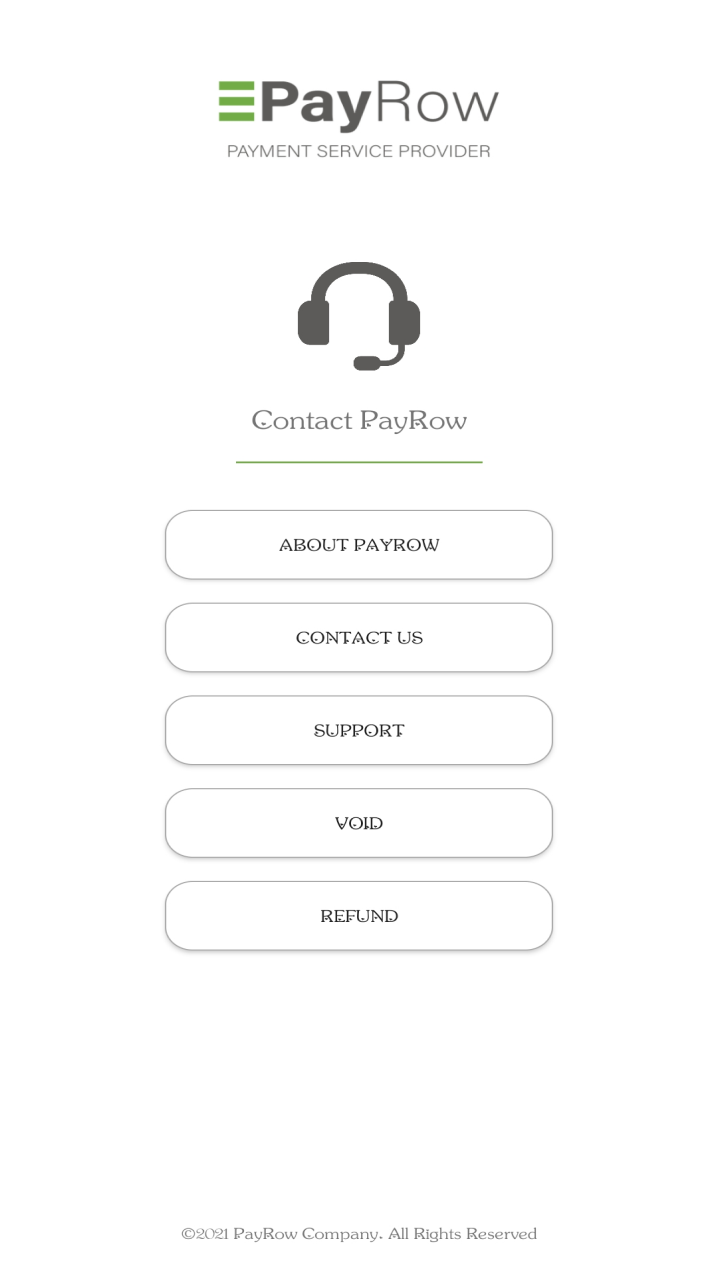 PayRow
PAYMENT SERVICE PROVIDER
Contact PayRow
ABOUT PAYROW
CONTACT US
SUPPORT
VOID
REFUND
©2021 PayRow Company. All Rights Reserved